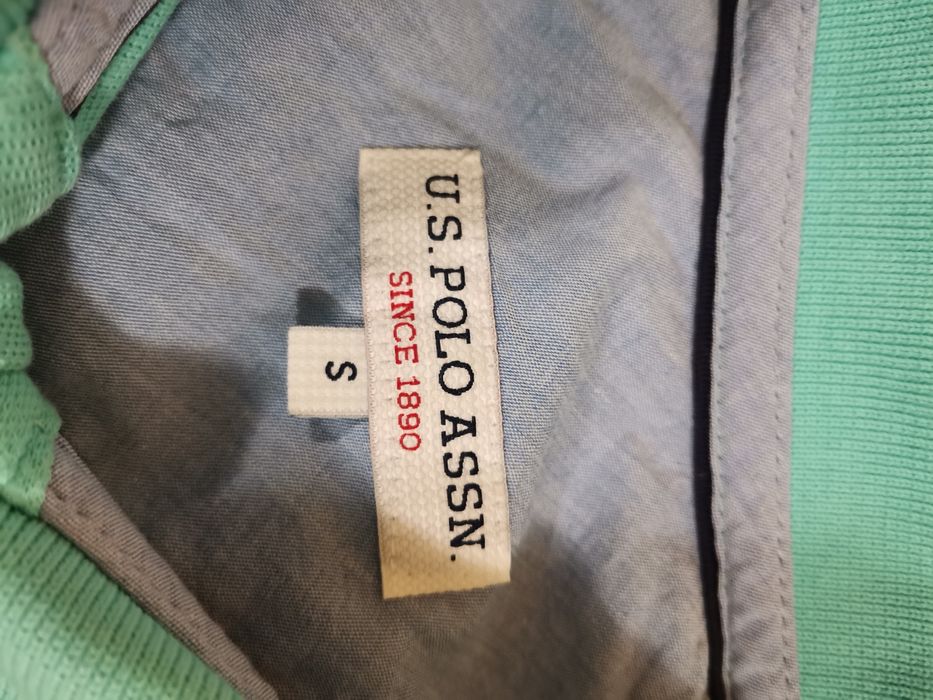 U.S. POLO ASSN.
SINCE 1890
S